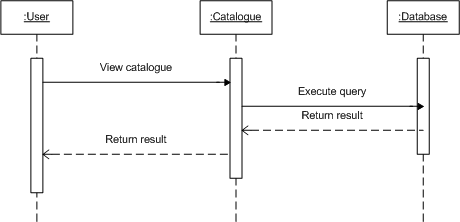 :User
:Catalogue
:Database
View catalogue
Execute query
Return result
Return result